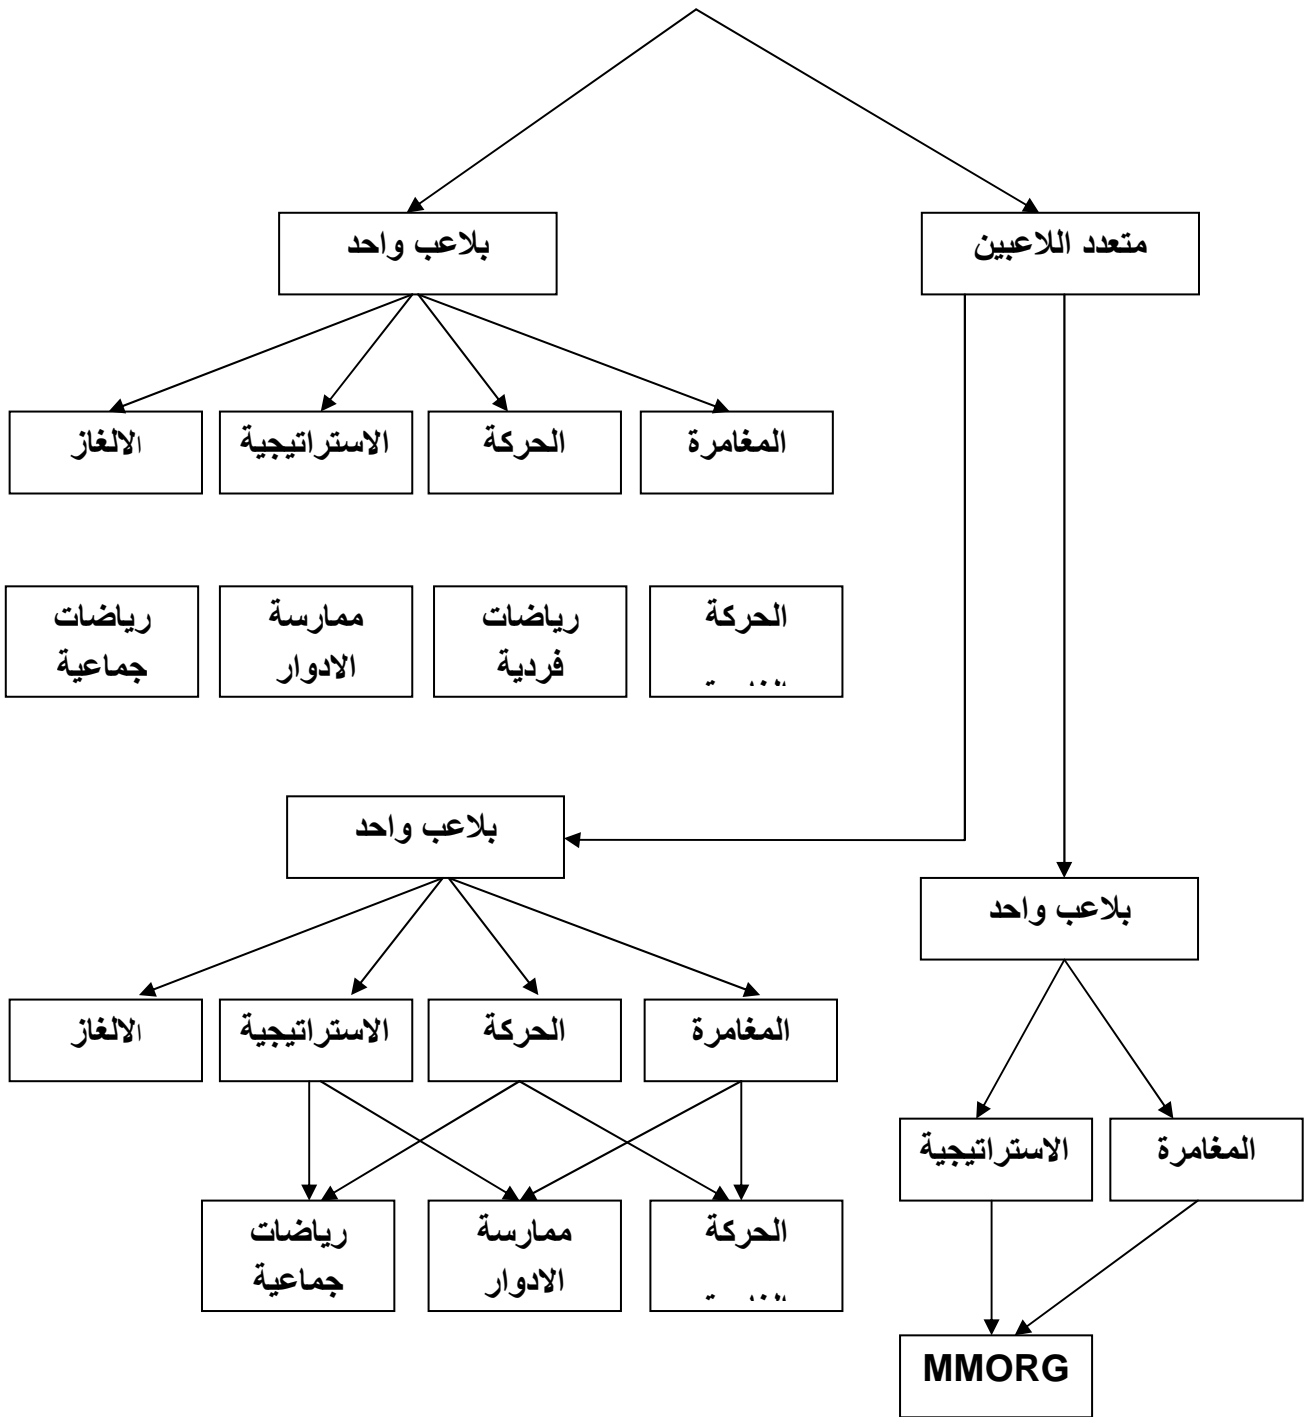 متعدد اللاعبين
بلاعب واحد
المغامرة
الحركة
الاستراتيجية
الالغاز
الحركة
رياضات
فردية
ممارسة
الادوار
رياضات
جماعية
بلاعب واحد
بلاعب واحد
المغامرة
الحركة
الاستراتيجية
الالغاز
المغامرة
الاستراتيجية
الحركة
ممارسة
الادوار
رياضات
جماعية
MMORG